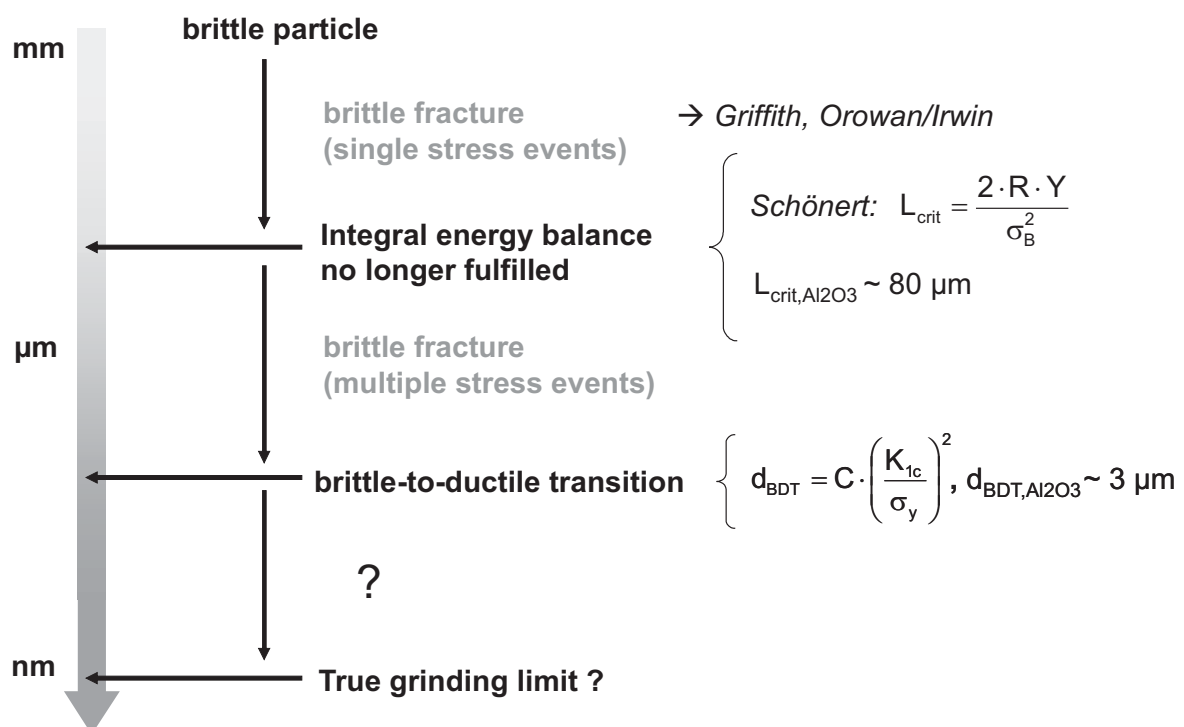 brittle particle
mm
brittle fracture
(single stress events)
→ Griffith, Orowan/Irwin
Schönert: L_crit = 2·R·Y / σ_B^2
Integral energy balance
no longer fulfilled
L_crit,Al2O3 ~ 80 µm
µm
brittle fracture
(multiple stress events)
brittle-to-ductile transition
d_BDT = C·(K_1c / σ_y)^2, d_BDT,Al2O3 ~ 3 µm
?
nm
True grinding limit ?